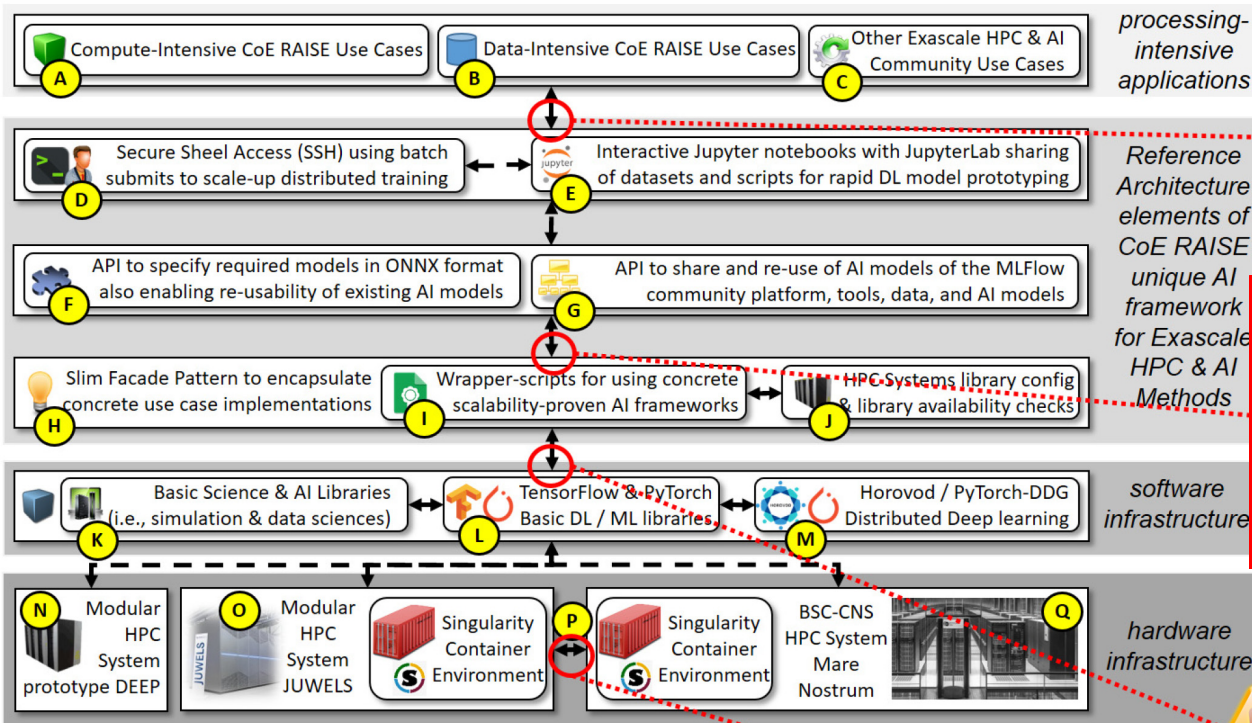 Compute-Intensive CoE RAISE Use Cases
A
Data-Intensive CoE RAISE Use Cases
B
Other Exascale HPC & AI
Community Use Cases
C
processing-
intensive
applications
Secure Sheel Access (SSH) using batch
submits to scale-up distributed training
D
jupyter
Interactive Jupyter notebooks with JupyterLab sharing
of datasets and scripts for rapid DL model prototyping
E
API to specify required models in ONNX format
also enabling re-usability of existing AI models
F
API to share and re-use of AI models of the MLFlow
community platform, tools, data, and AI models
G
Slim Facade Pattern to encapsulate
concrete use case implementations
H
Wrapper-scripts for using concrete
scalability-proven AI frameworks
I
HPC Systems library config
& library availability checks
J
Reference
Architecture
elements of
CoE RAISE
unique AI
framework
for Exascale
HPC & AI
Methods
Basic Science & AI Libraries
(i.e., simulation & data sciences)
K
TensorFlow & PyTorch
Basic DL / ML libraries
L
HOROVOD
Horovod / PyTorch-DDG
Distributed Deep learning
M
software
infrastructure
N
Modular
HPC
System
prototype DEEP
O
JUWELS
Modular
HPC
System
JUWELS
Singularity
Container
Environment
S
P
Singularity
Container
Environment
S
BSC-CNS
HPC System
Mare
Nostrum
Q
hardware
infrastructure